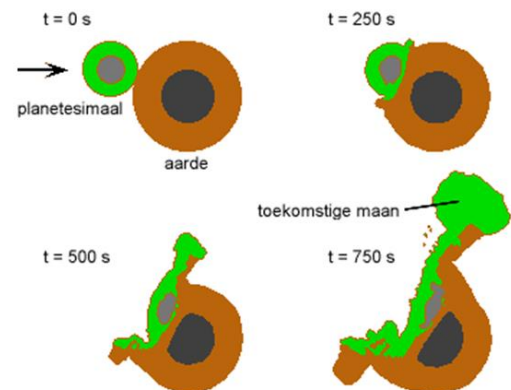 t = 0 s
t = 250 s
planetesimaal
aarde
toekomstige maan
t = 500 s
t = 750 s